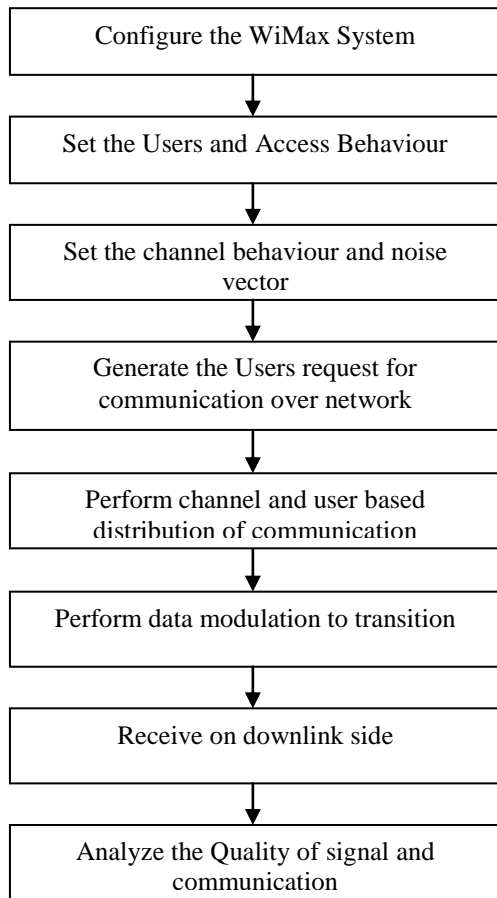 Configure the WiMax System
Set the Users and Access Behaviour
Set the channel behaviour and noise
vector
Generate the Users request for
communication over network
Perform channel and user based
distribution of communication
Perform data modulation to transition
Receive on downlink side
Analyze the Quality of signal and
communication